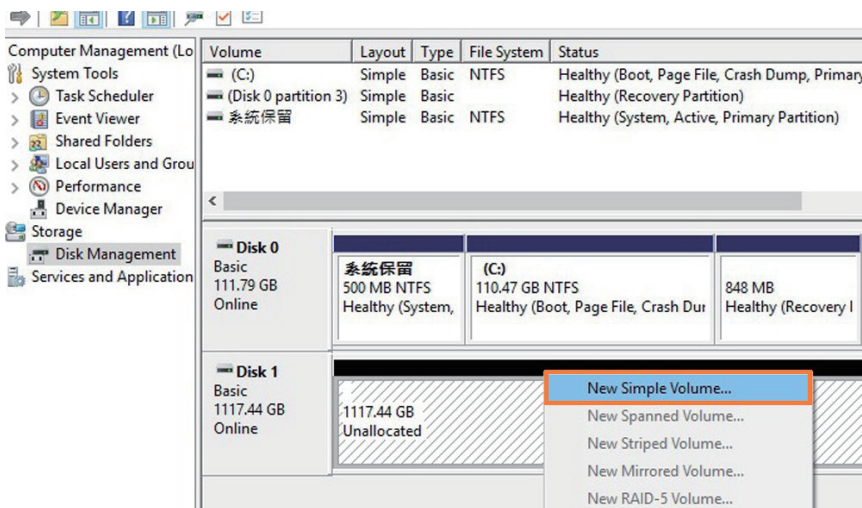 Computer Management (Lo
System Tools
Task Scheduler
Event Viewer
Shared Folders
Local Users and Grou
Performance
Device Manager
Storage
Disk Management
Services and Application
Volume Layout Type File System Status
(C:) Simple Basic NTFS Healthy (Boot, Page File, Crash Dump, Primary
(Disk 0 partition 3) Simple Basic Healthy (Recovery Partition)
系統保留 Simple Basic NTFS Healthy (System, Active, Primary Partition)
Disk 0
Basic
111.79 GB
Online
系統保留
500 MB NTFS
Healthy (System,
(C:)
110.47 GB NTFS
Healthy (Boot, Page File, Crash Dur
848 MB
Healthy (Recovery I
Disk 1
Basic
1117.44 GB
Online
1117.44 GB
Unallocated
New Simple Volume...
New Spanned Volume...
New Striped Volume...
New Mirrored Volume...
New RAID-5 Volume...